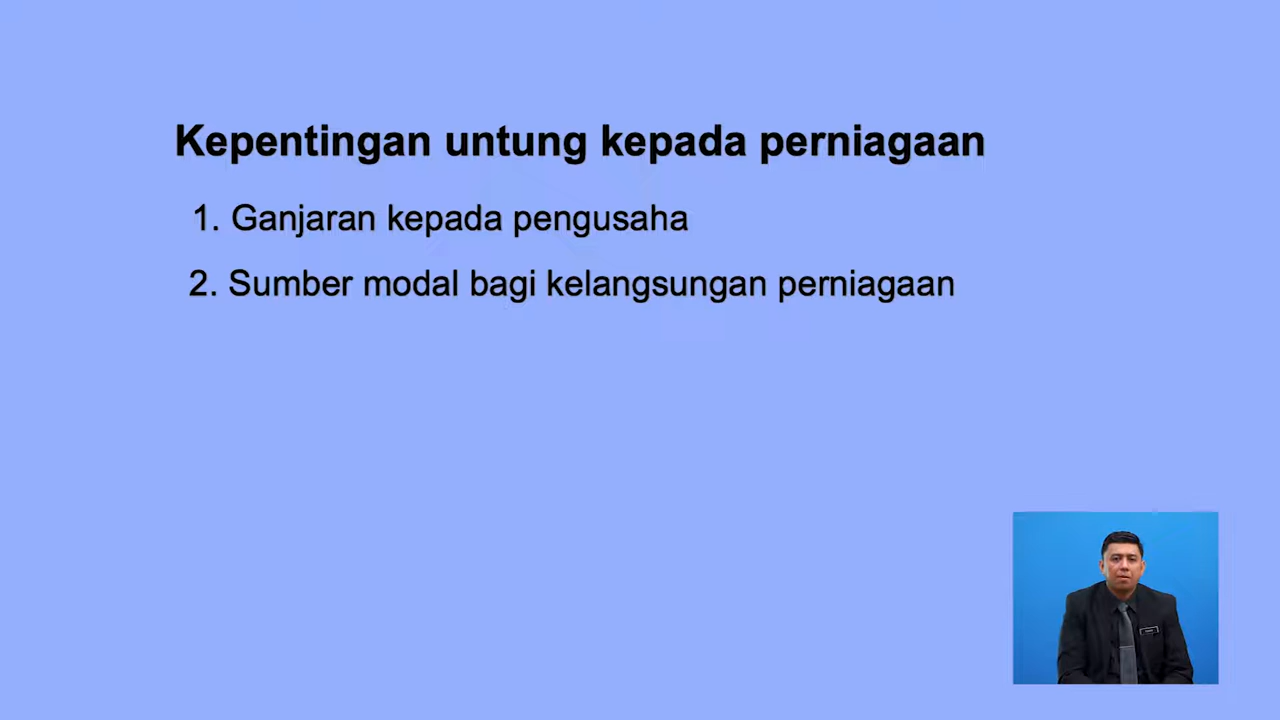 Kepentingan untung kepada perniagaan
1. Ganjaran kepada pengusaha
2. Sumber modal bagi kelangsungan perniagaan